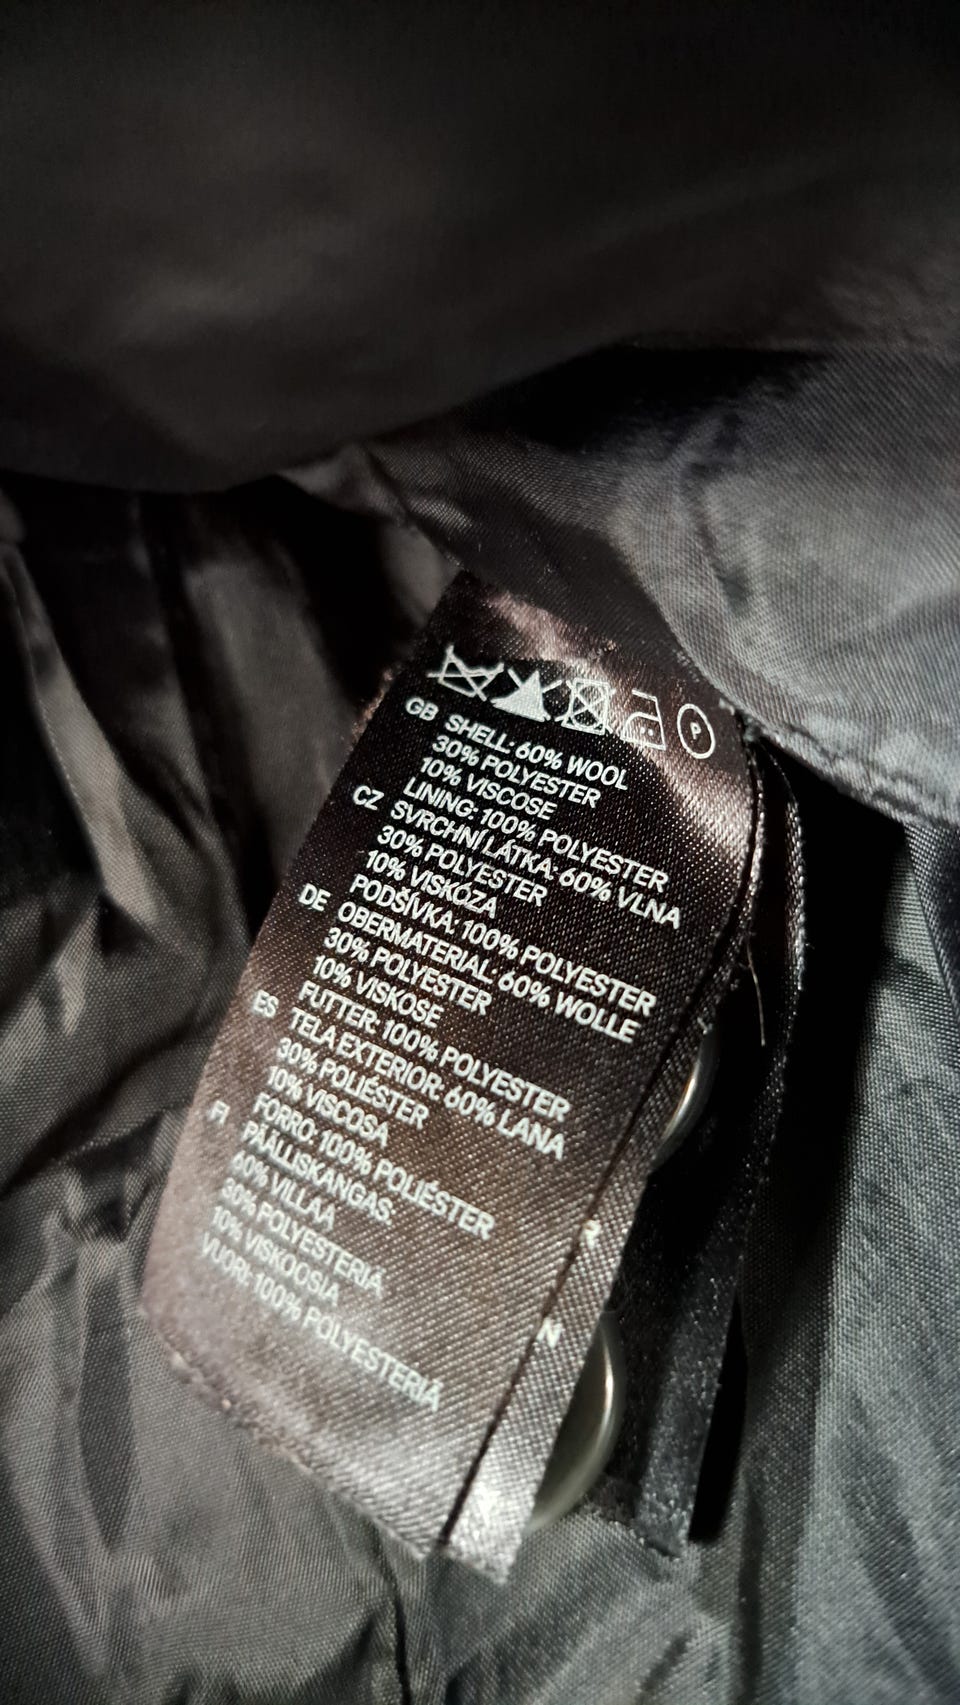 P
GB SHELL: 60% WOOL
30% POLYESTER
10% VISCOSE
LINING: 100% POLYESTER
CZ SVRCHNÍ LÁTKA: 60% VLNA
30% POLYESTER
10% VISKÓZA
PODŠÍVKA: 100% POLYESTER
DE OBERMATERIAL: 60% WOLLE
30% POLYESTER
10% VISKOSE
FUTTER: 100% POLYESTER
ES TELA EXTERIOR: 60% LANA
30% POLIÉSTER
10% VISCOSA
FORRO: 100% POLIÉSTER
FI PÄÄLLISKANGAS:
60% VILLAA
30% POLYESTERIÄ
10% VISKOOSIA
VUORI: 100% POLYESTERIÄ
R
N